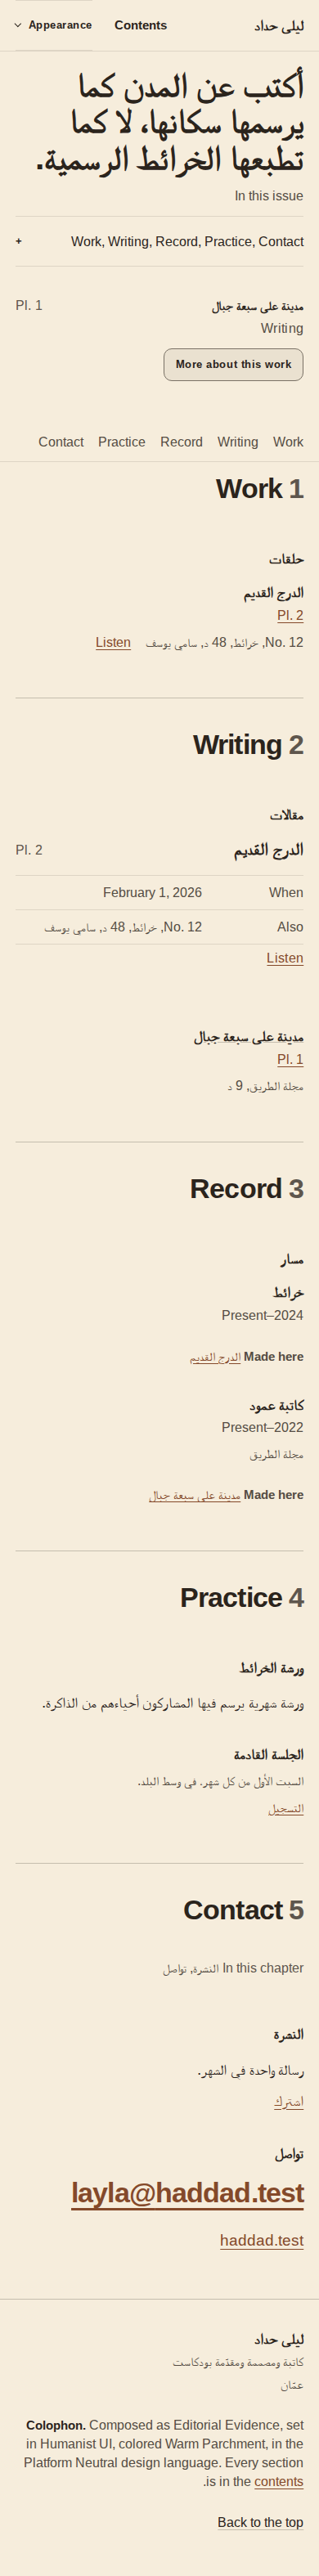 ليلى حداد
Contents
Appearance
أكتب عن المدن كما
يرسمها سكانها، لا كما
تطبعها الخرائط الرسمية.
In this issue
Work, Writing, Record, Practice, Contact
+
مدينة على سبعة جبال
Pl. 1
Writing
More about this work
Work Writing Record Practice Contact
Work 1
حلقات
الدرج القديم
Pl. 2
No. 12, خرائط, 48 د, سامي يوسف Listen
Writing 2
مقالات
الدرج القديم
Pl. 2
When February 1, 2026
Also No. 12, خرائط, 48 د, سامي يوسف
Listen
مدينة على سبعة جبال
Pl. 1
مجلة الطريق, 9 د
Record 3
مسار
خرائط
Present–2024
Made here الدرج القديم
كاتبة عمود
Present–2022
مجلة الطريق
Made here مدينة على سبعة جبال
Practice 4
ورشة الخرائط
ورشة شهرية يرسم فيها المشاركون أحياءهم من الذاكرة.
الجلسة القادمة
السبت الأول من كل شهر، في وسط البلد.
التسجيل
Contact 5
In this chapter النشرة, تواصل
النشرة
رسالة واحدة في الشهر.
اشترك
تواصل
layla@haddad.test
haddad.test
ليلى حداد
كاتبة ومصممة ومقدّمة بودكاست
عمّان
Colophon. Composed as Editorial Evidence, set
in Humanist UI, colored Warm Parchment, in the
Platform Neutral design language. Every section
is in the contents.
Back to the top